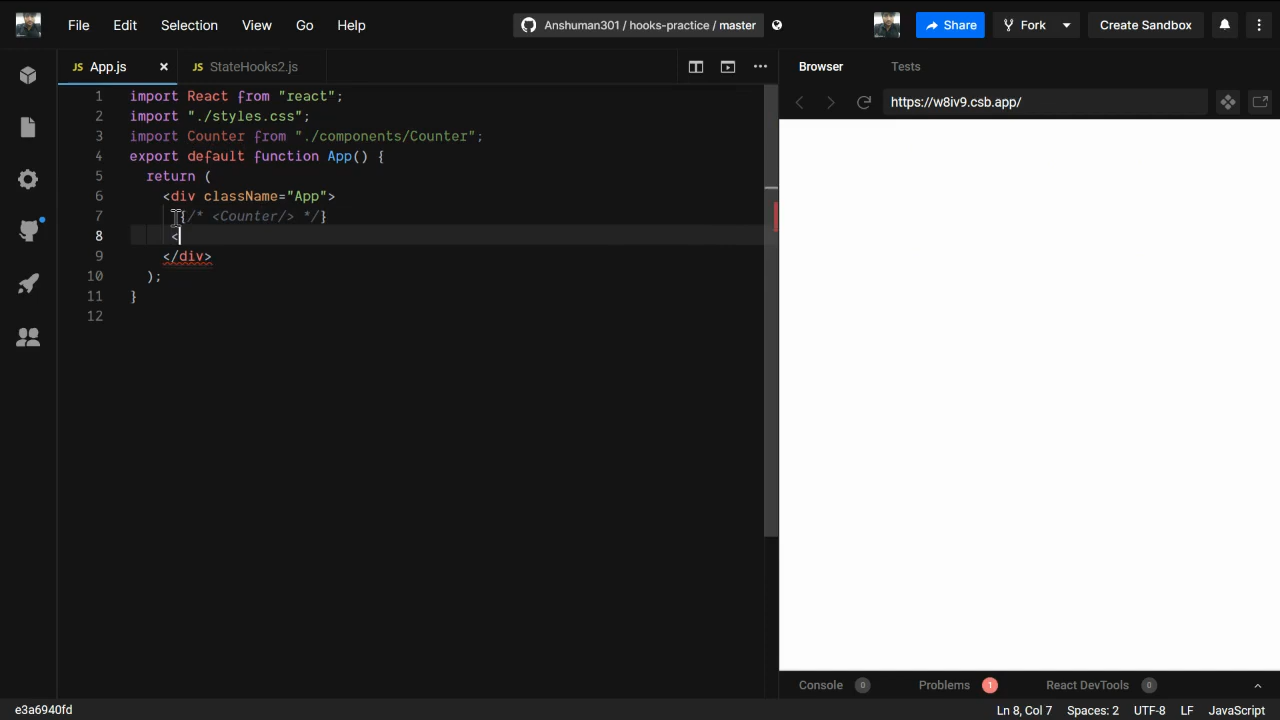 File Edit Selection View Go Help
Anshuman301 / hooks-practice / master
Share Fork Create Sandbox
JS App.js × JS StateHooks2.js ...
Browser Tests
https://w8iv9.csb.app/
1 import React from "react";
2 import "./styles.css";
3 import Counter from "./components/Counter";
4 export default function App() {
5 return (
6 <div className="App">
7 {/* <Counter/> */}
8 <
9 </div>
10 );
11 }
12
Console 0 Problems 1 React DevTools 0
e3a6940fd Ln 8, Col 7 Spaces: 2 UTF-8 LF JavaScript